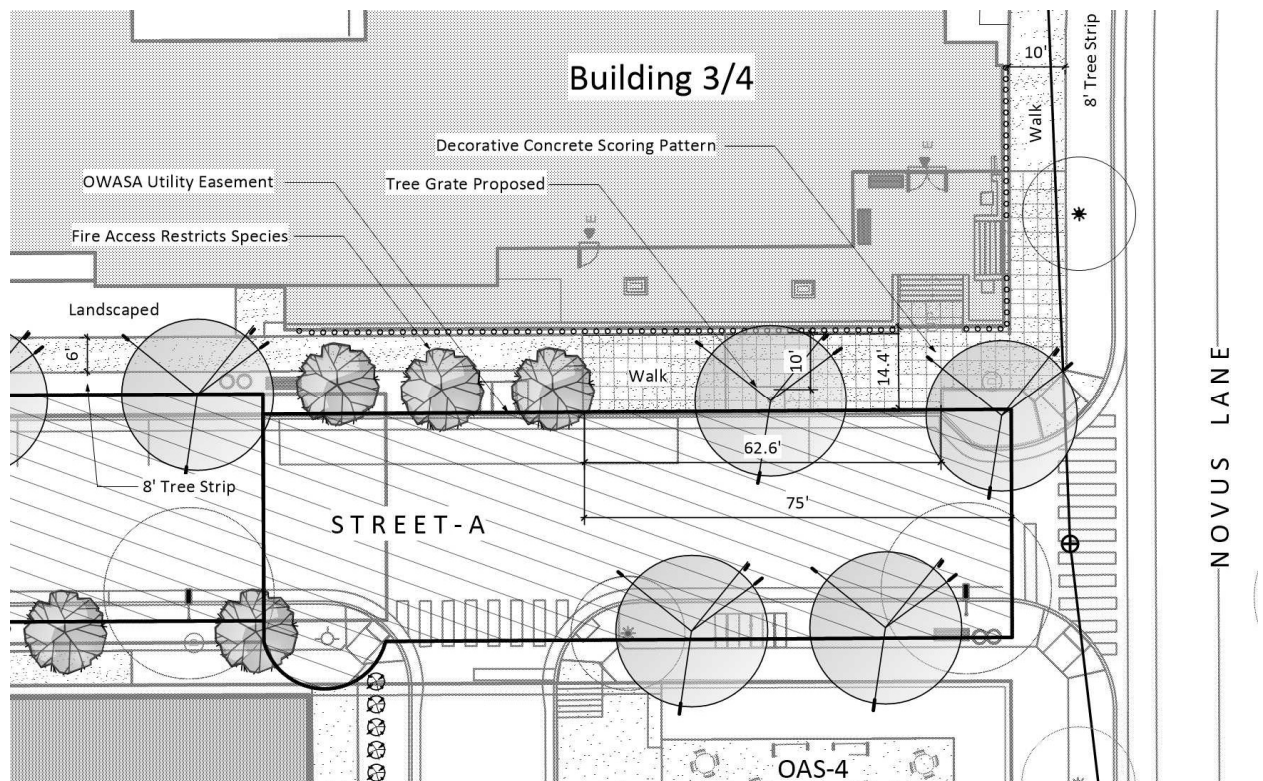 8' Tree Strip
10'
Building 3/4
Walk
Decorative Concrete Scoring Pattern
OWASA Utility Easement
Tree Grate Proposed
E
Fire Access Restricts Species
E
Landscaped
6'
10'
14.4'
Walk
NOVUS LANE
62.6'
8' Tree Strip
75'
STREET-A
OAS-4